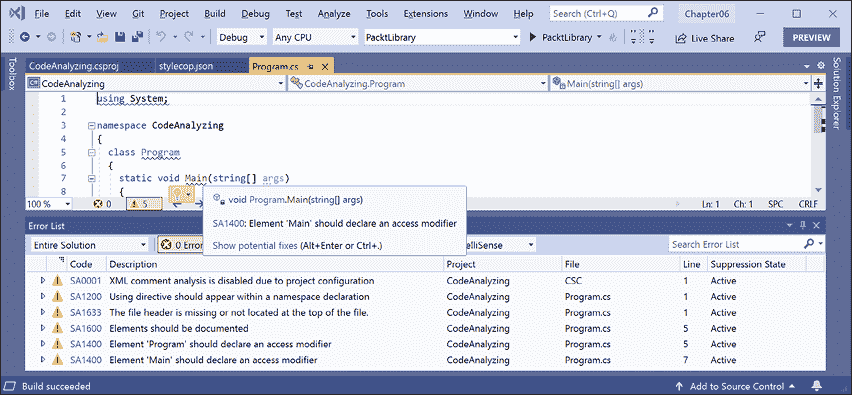 File Edit View Git Project Build Debug Test Analyze Tools Extensions Window Help Search (Ctrl+Q) Chapter06
Debug Any CPU PacktLibrary PacktLibrary Live Share PREVIEW
Toolbox
CodeAnalyzing.csproj stylecop.json Program.cs
Solution Explorer
CodeAnalyzing CodeAnalyzing.Program Main(string[] args)
1 using System;
2
3 namespace CodeAnalyzing
4 {
5 class Program
6 {
7 static void Main(string[] args)
8 {
100 % 0 5 Ln: 1 Ch: 1 SPC CRLF
void Program.Main(string[] args)
SA1400: Element 'Main' should declare an access modifier
Show potential fixes (Alt+Enter or Ctrl+.)
Error List
Entire Solution 0 Erro elliSense Search Error List
Code Description Project File Line Suppression State
SA0001 XML comment analysis is disabled due to project configuration CodeAnalyzing CSC 1 Active
SA1200 Using directive should appear within a namespace declaration CodeAnalyzing Program.cs 1 Active
SA1633 The file header is missing or not located at the top of the file. CodeAnalyzing Program.cs 1 Active
SA1600 Elements should be documented CodeAnalyzing Program.cs 5 Active
SA1400 Element 'Program' should declare an access modifier CodeAnalyzing Program.cs 5 Active
SA1400 Element 'Main' should declare an access modifier CodeAnalyzing Program.cs 7 Active
Build succeeded Add to Source Control